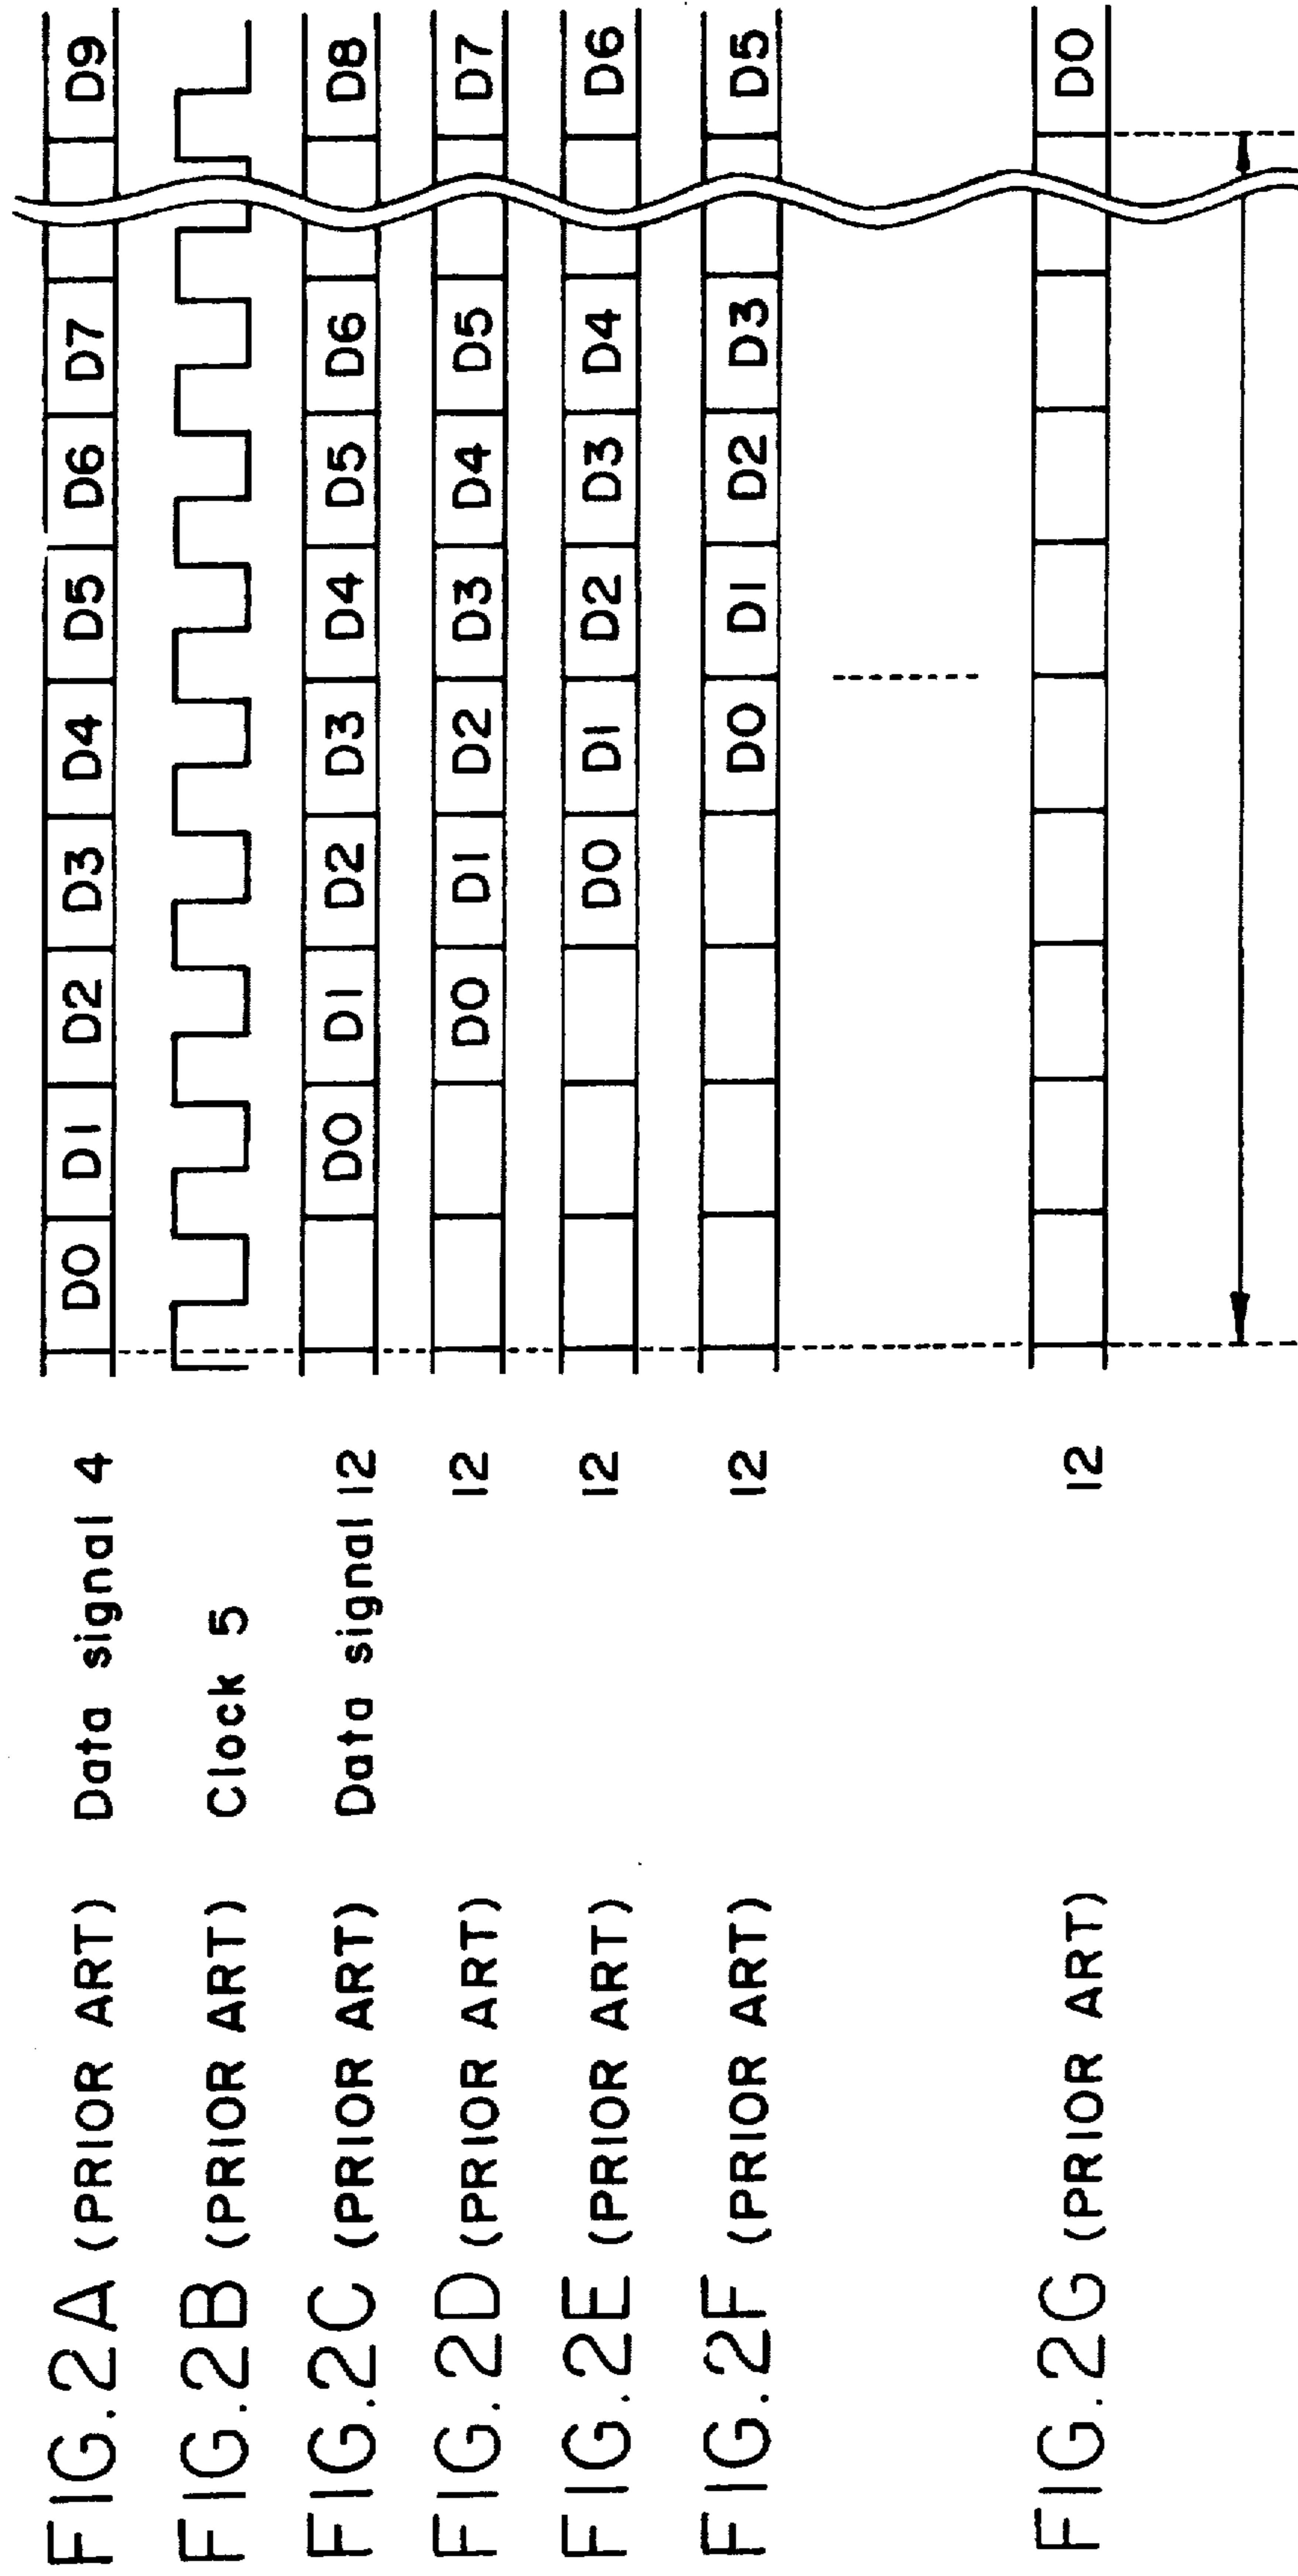 FIG. 2A (PRIOR ART) Data signal 4 D0 D1 D2 D3 D4 D5 D6 D7 D9
FIG. 2B (PRIOR ART) Clock 5
FIG. 2C (PRIOR ART) Data signal 12 D0 D1 D2 D3 D4 D5 D6 D8
FIG. 2D (PRIOR ART) 12 D0 D1 D2 D3 D4 D5 D7
FIG. 2E (PRIOR ART) 12 D0 D1 D2 D3 D4 D6
FIG. 2F (PRIOR ART) 12 D0 D1 D2 D3 D5
FIG. 2G (PRIOR ART) 12 D0